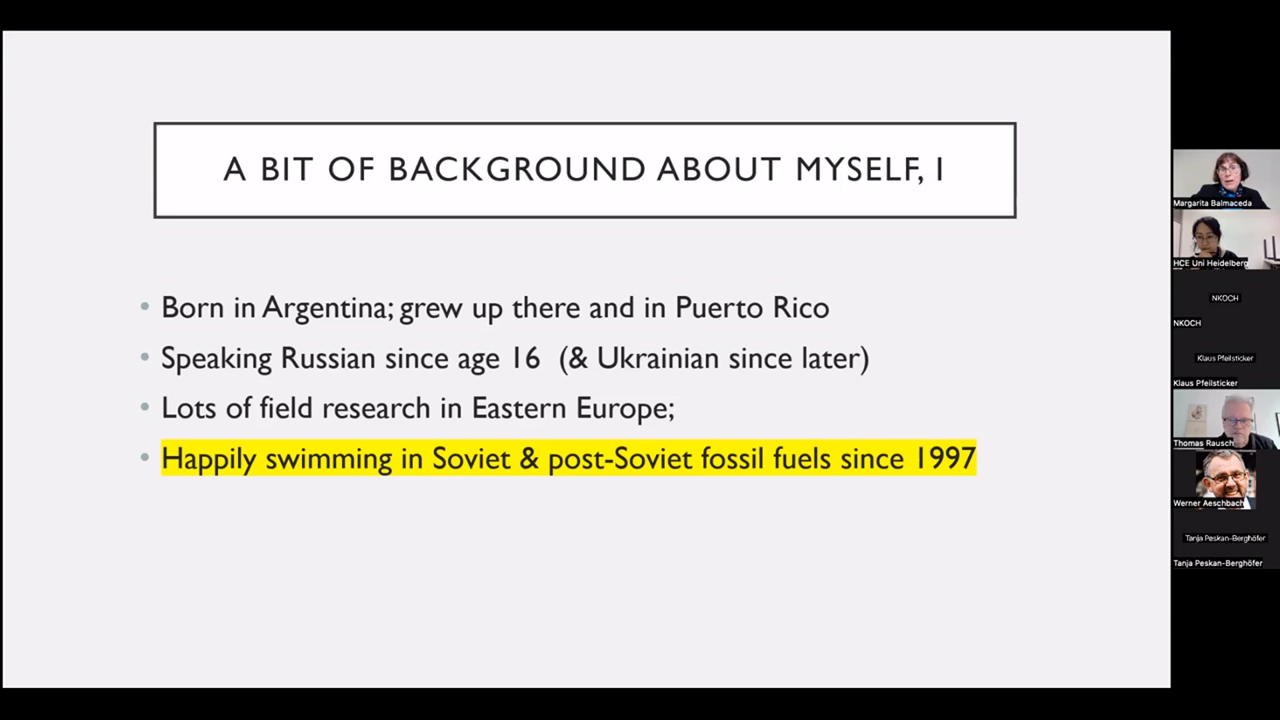 A BIT OF BACKGROUND ABOUT MYSELF, I
• Born in Argentina; grew up there and in Puerto Rico
• Speaking Russian since age 16 (& Ukrainian since later)
• Lots of field research in Eastern Europe;
• Happily swimming in Soviet & post-Soviet fossil fuels since 1997
Margarita Balmaceda
HCE Uni Heidelberg
NKOCH
NKOCH
Klaus Pfeilsticker
Klaus Pfeilsticker
Thomas Rausch
Werner Aeschbach
Tanja Peskan-Berghöfer
Tanja Peskan-Berghöfer